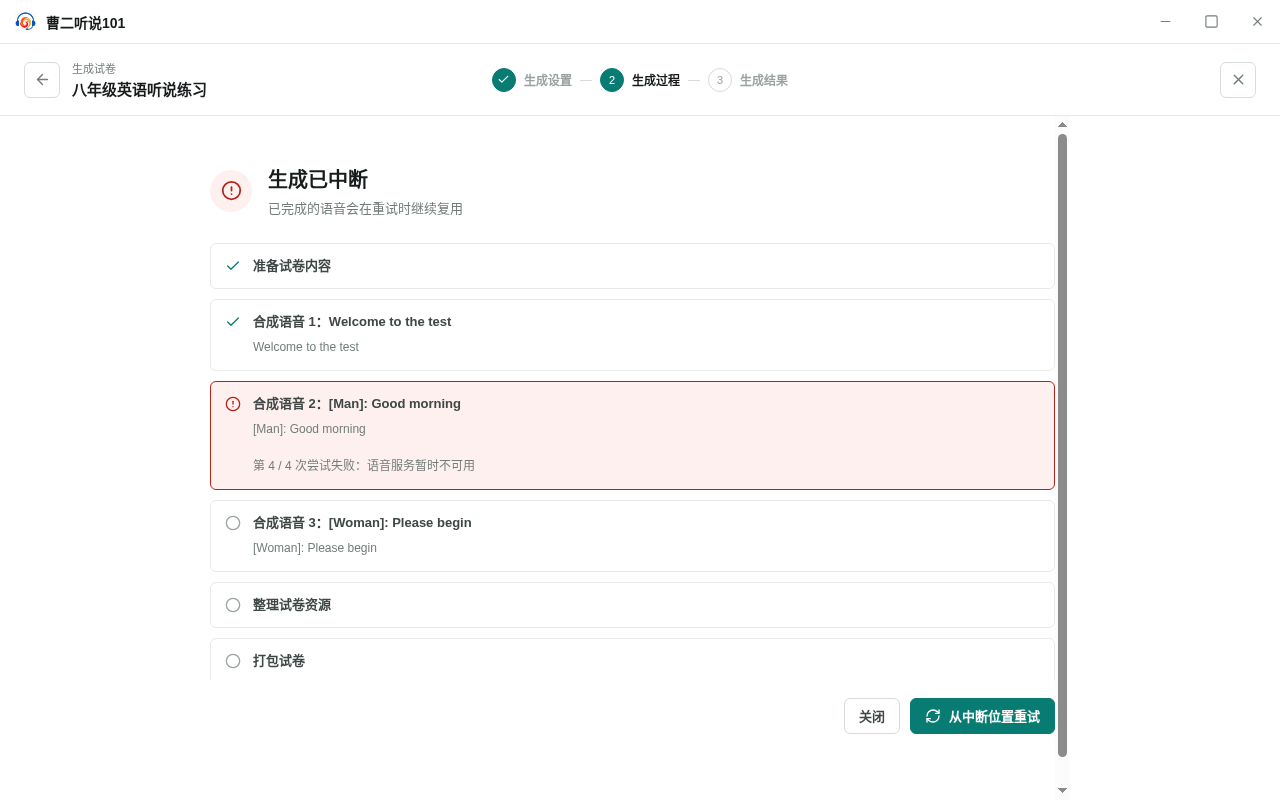 曹二听说101
生成试卷
八年级英语听说练习
生成设置
2 生成过程
3 生成结果
生成已中断
已完成的语音会在重试时继续复用
准备试卷内容
合成语音 1：Welcome to the test
Welcome to the test
合成语音 2：[Man]: Good morning
[Man]: Good morning
第 4 / 4 次尝试失败：语音服务暂时不可用
合成语音 3：[Woman]: Please begin
[Woman]: Please begin
整理试卷资源
打包试卷
关闭
从中断位置重试